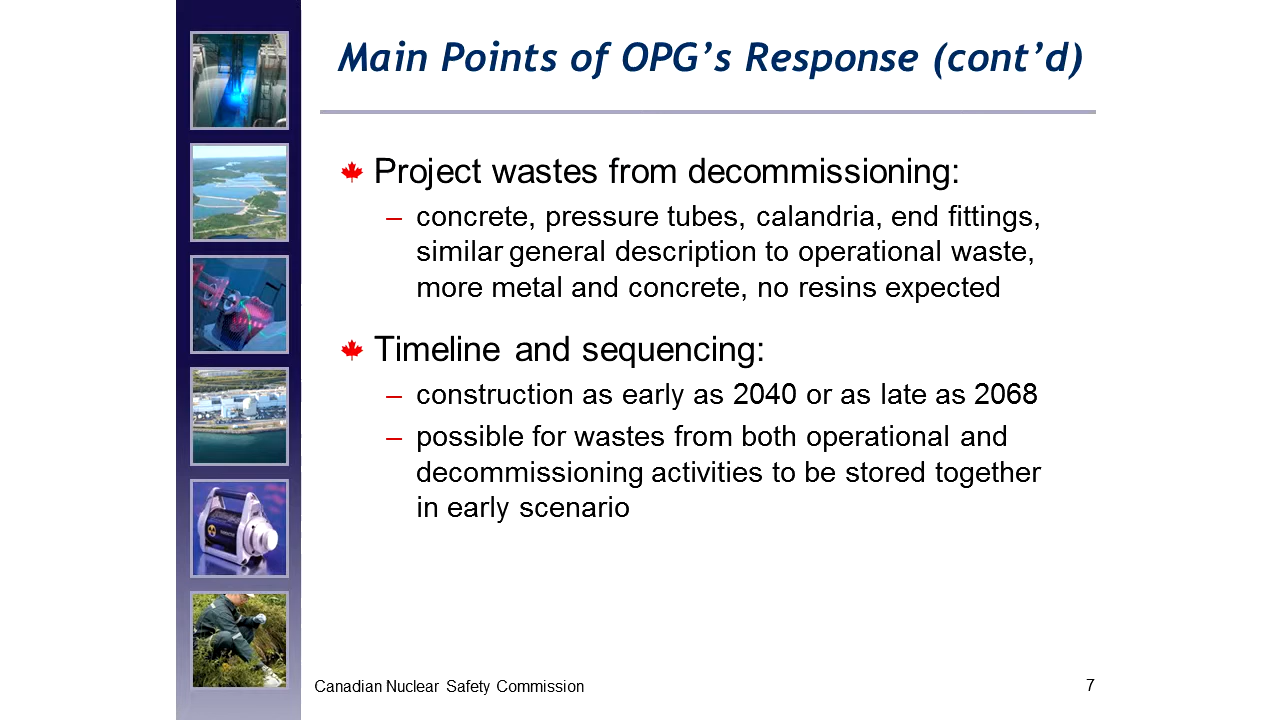 Main Points of OPG’s Response (cont’d)
Project wastes from decommissioning:
– concrete, pressure tubes, calandria, end fittings,
similar general description to operational waste,
more metal and concrete, no resins expected
Timeline and sequencing:
– construction as early as 2040 or as late as 2068
– possible for wastes from both operational and
decommissioning activities to be stored together
in early scenario
Canadian Nuclear Safety Commission
7